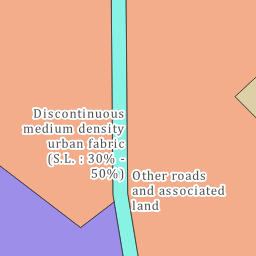 Discontinuous
medium density
urban fabric
(S.L. : 30% -
50%)
Other roads
and associated
land